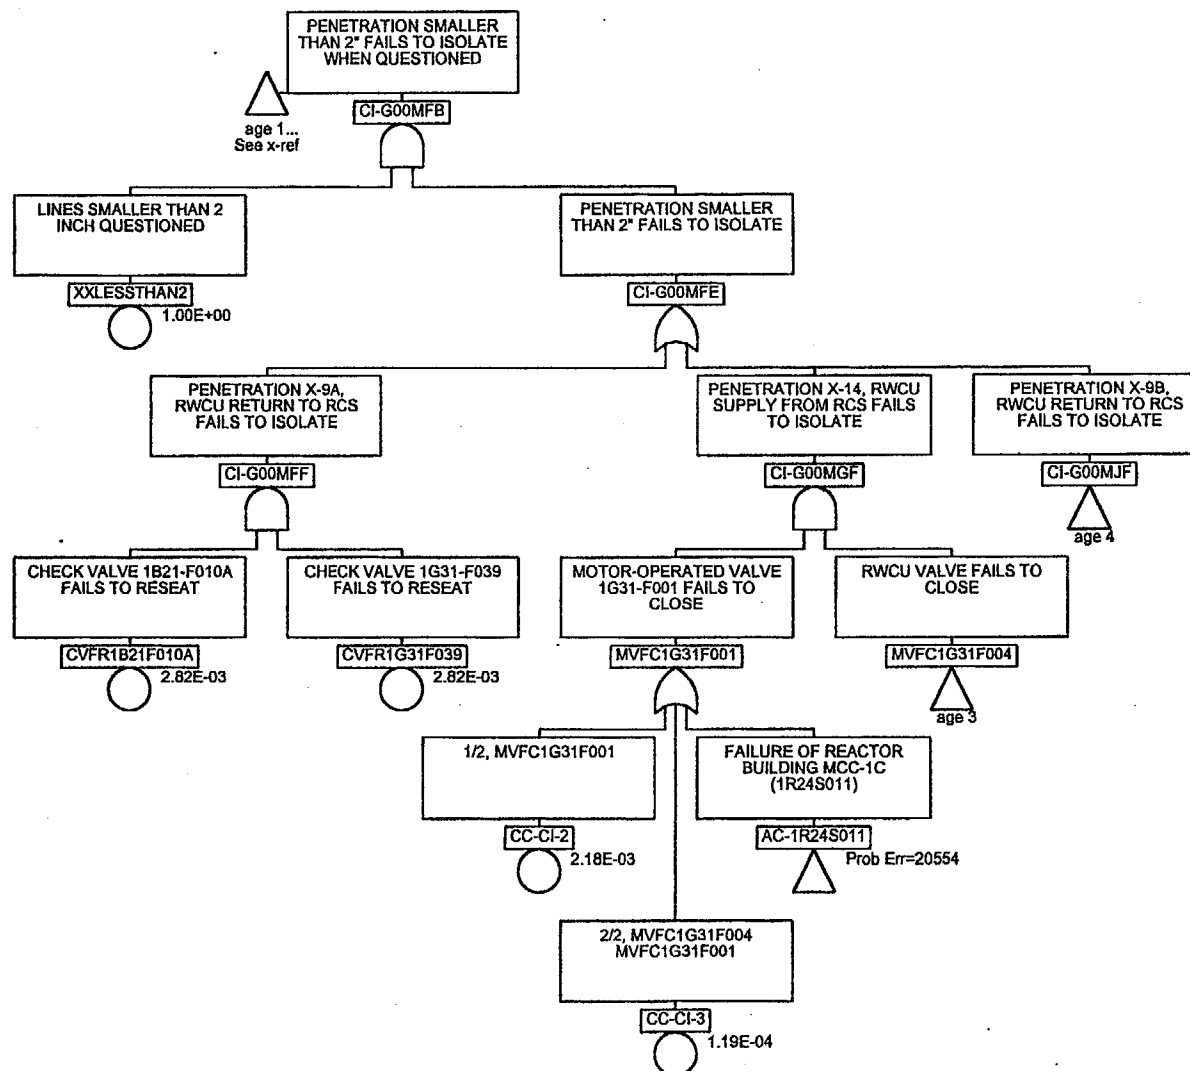 PENETRATION SMALLER
THAN 2" FAILS TO ISOLATE
WHEN QUESTIONED
CI-G00MFB
age 1...
See x-ref
LINES SMALLER THAN 2
INCH QUESTIONED
XXLESSTHAN2
1.00E+00
PENETRATION SMALLER
THAN 2" FAILS TO ISOLATE
CI-G00MFE
PENETRATION X-9A,
RWCU RETURN TO RCS
FAILS TO ISOLATE
CI-G00MFF
PENETRATION X-14, RWCU
SUPPLY FROM RCS FAILS
TO ISOLATE
CI-G00MGF
PENETRATION X-9B,
RWCU RETURN TO RCS
FAILS TO ISOLATE
CI-G00MJF
age 4
CHECK VALVE 1B21-F010A
FAILS TO RESEAT
CVFR1B21F010A
2.82E-03
CHECK VALVE 1G31-F039
FAILS TO RESEAT
CVFR1G31F039
2.82E-03
MOTOR-OPERATED VALVE
1G31-F001 FAILS TO
CLOSE
MVFC1G31F001
RWCU VALVE FAILS TO
CLOSE
MVFC1G31F004
age 3
1/2, MVFC1G31F001
CC-CI-2
2.18E-03
FAILURE OF REACTOR
BUILDING MCC-1C
(1R24S011)
AC-1R24S011
Prob Err=20554
2/2, MVFC1G31F004
MVFC1G31F001
CC-CI-3
1.19E-04